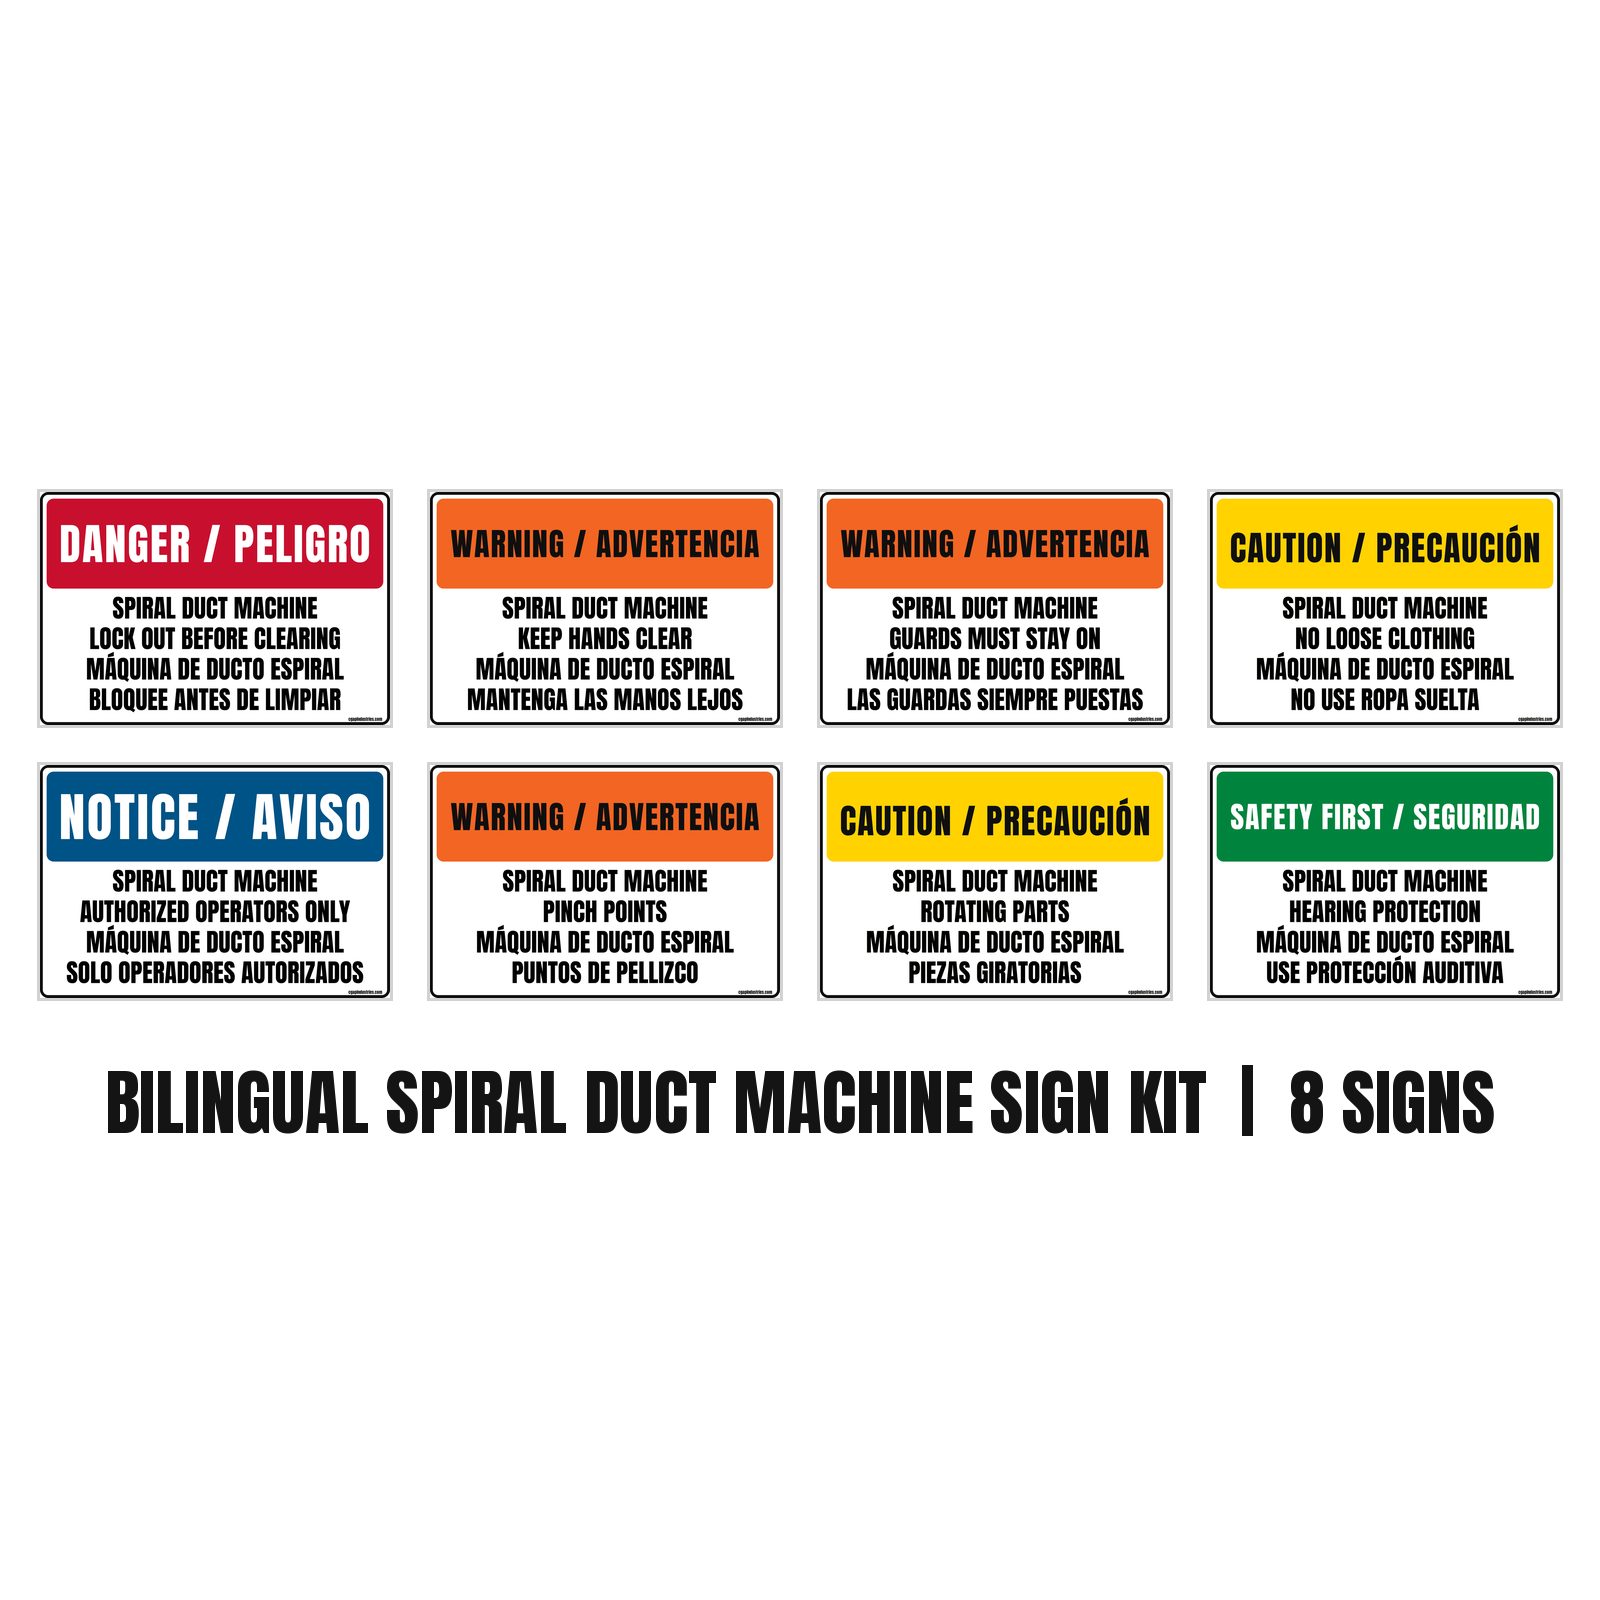 DANGER / PELIGRO
SPIRAL DUCT MACHINE
LOCK OUT BEFORE CLEARING
MÁQUINA DE DUCTO ESPIRAL
BLOQUEE ANTES DE LIMPIAR
WARNING / ADVERTENCIA
SPIRAL DUCT MACHINE
KEEP HANDS CLEAR
MÁQUINA DE DUCTO ESPIRAL
MANTENGA LAS MANOS LEJOS
WARNING / ADVERTENCIA
SPIRAL DUCT MACHINE
GUARDS MUST STAY ON
MÁQUINA DE DUCTO ESPIRAL
LAS GUARDAS SIEMPRE PUESTAS
CAUTION / PRECAUCIÓN
SPIRAL DUCT MACHINE
NO LOOSE CLOTHING
MÁQUINA DE DUCTO ESPIRAL
NO USE ROPA SUELTA
NOTICE / AVISO
SPIRAL DUCT MACHINE
AUTHORIZED OPERATORS ONLY
MÁQUINA DE DUCTO ESPIRAL
SOLO OPERADORES AUTORIZADOS
WARNING / ADVERTENCIA
SPIRAL DUCT MACHINE
PINCH POINTS
MÁQUINA DE DUCTO ESPIRAL
PUNTOS DE PELLIZCO
CAUTION / PRECAUCIÓN
SPIRAL DUCT MACHINE
ROTATING PARTS
MÁQUINA DE DUCTO ESPIRAL
PIEZAS GIRATORIAS
SAFETY FIRST / SEGURIDAD
SPIRAL DUCT MACHINE
HEARING PROTECTION
MÁQUINA DE DUCTO ESPIRAL
USE PROTECCIÓN AUDITIVA
BILINGUAL SPIRAL DUCT MACHINE SIGN KIT | 8 SIGNS